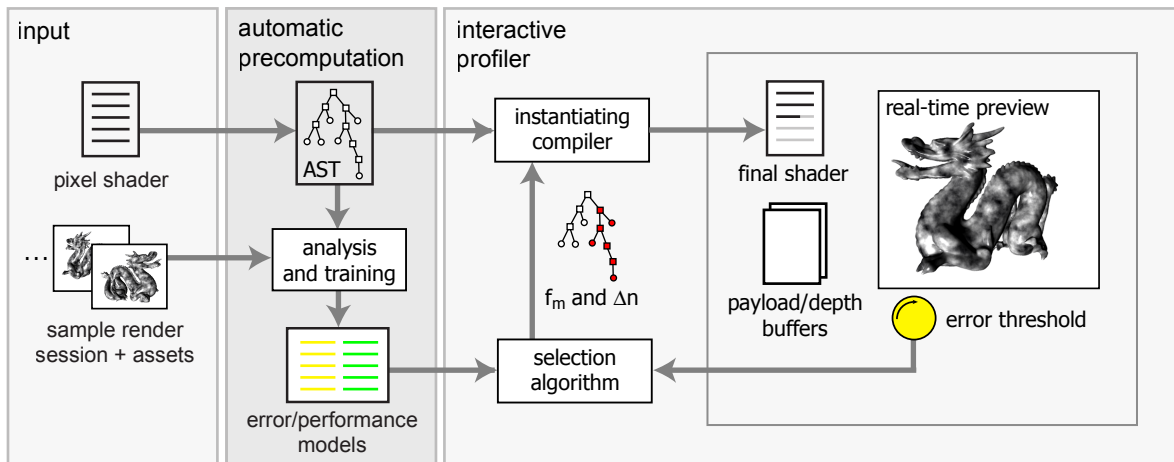 input
automatic
precomputation
interactive
profiler
pixel shader
AST
instantiating
compiler
final shader
real-time preview
...
sample render
session + assets
analysis
and training
fm and Δn
payload/depth
buffers
error threshold
error/performance
models
selection
algorithm